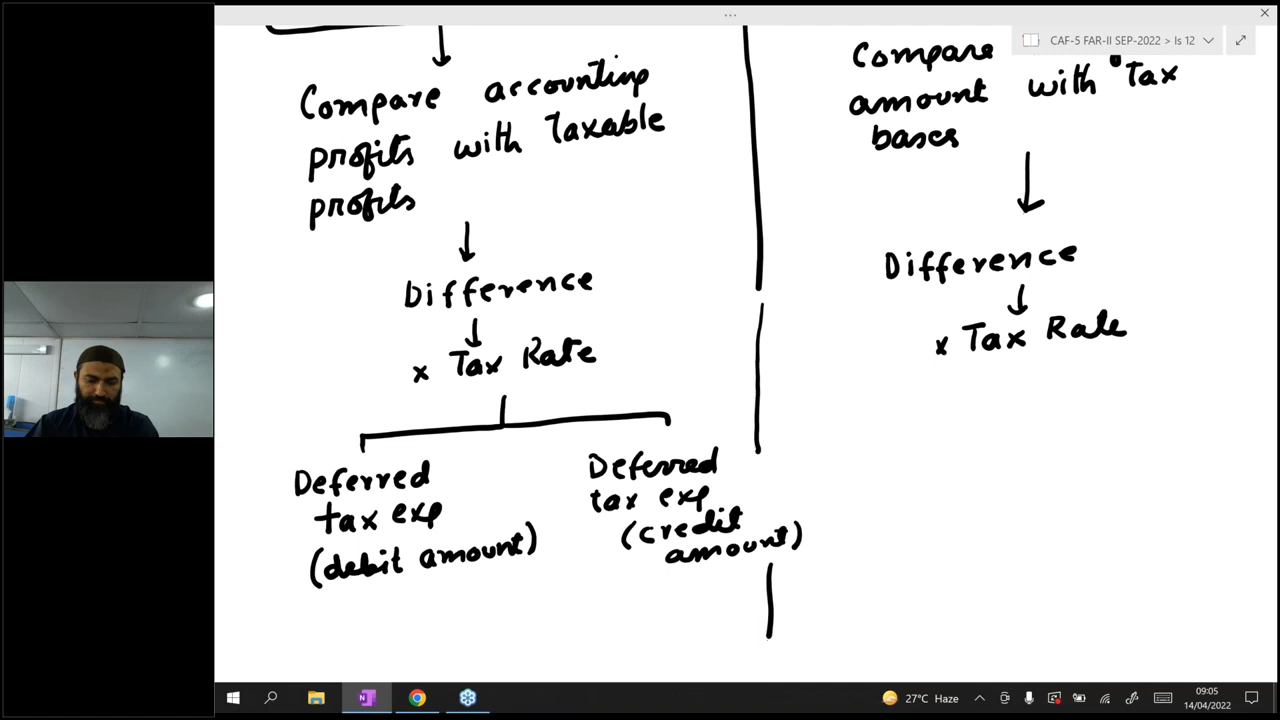 CAF-5 FAR-II SEP-2022 > Is 12
Compare accounting
profits with Taxable
profits
Difference
x Tax Rate
Deferred
tax exp
(debit amount)
Deferred
tax exp
(credit
amount)
Compare
amount with Tax
bases
Difference
x Tax Rate
27°C Haze
09:05
14/04/2022